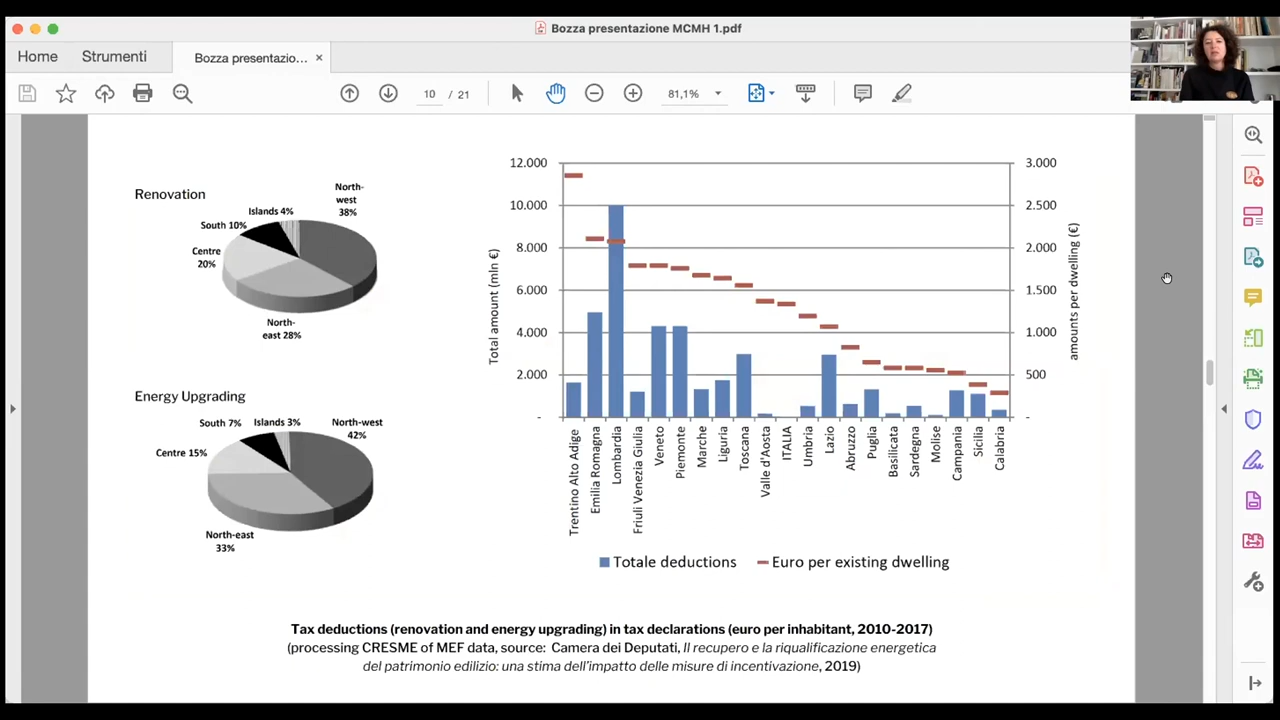 Bozza presentazione MCMH 1.pdf
Home
Strumenti
Bozza presentazio...
10 / 21
81,1%
Renovation
North-
west
38%
Islands 4%
South 10%
Centre
20%
North-
east 28%
Energy Upgrading
South 7%
Islands 3%
North-west
42%
Centre 15%
North-east
33%
Total amount (mln €)
12.000
10.000
8.000
6.000
4.000
2.000
-
3.000
2.500
2.000
1.500
1.000
500
-
amounts per dwelling (€)
Trentino Alto Adige
Emilia Romagna
Lombardia
Friuli Venezia Giulia
Veneto
Piemonte
Marche
Liguria
Toscana
Valle d'Aosta
ITALIA
Umbria
Lazio
Abruzzo
Puglia
Basilicata
Sardegna
Molise
Campania
Sicilia
Calabria
Totale deductions
Euro per existing dwelling
Tax deductions (renovation and energy upgrading) in tax declarations (euro per inhabitant, 2010-2017)
(processing CRESME of MEF data, source: Camera dei Deputati, Il recupero e la riqualificazione energetica
del patrimonio edilizio: una stima dell'impatto delle misure di incentivazione, 2019)